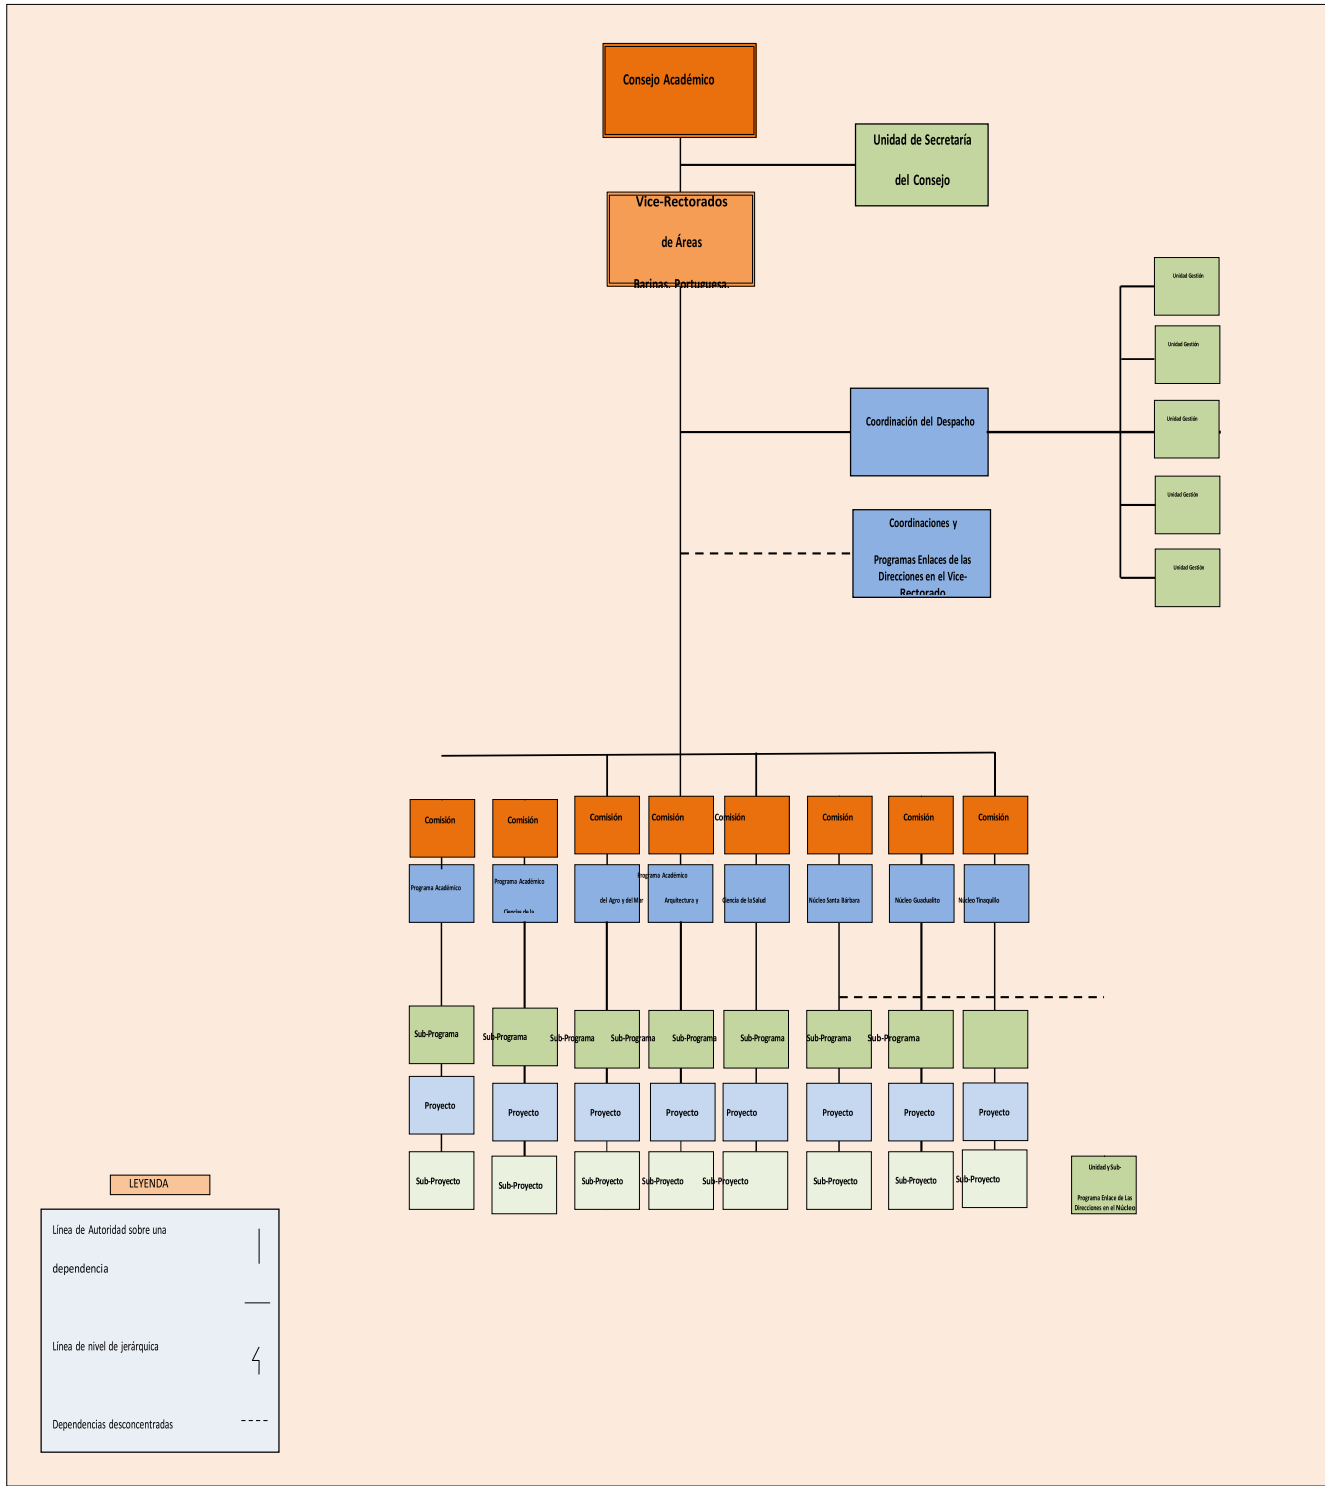 Consejo Académico
Unidad de Secretaría
del Consejo
Vice-Rectorados
de Áreas
Barinas, Portuguesa,
Unidad Gestión
Unidad Gestión
Unidad Gestión
Unidad Gestión
Unidad Gestión
Coordinación del Despacho
Coordinaciones y
Programas Enlaces de las
Direcciones en el Vice-
Rectorado
Comisión
Comisión
Comisión
Comisión
Comisión
Comisión
Comisión
Comisión
Programa Académico
Programa Académico
Ciencias de la
del Agro y del Mar
Programa Académico
Arquitectura y
Ciencia de la Salud
Núcleo Santa Bárbara
Núcleo Guadualito
Núcleo Tinaquillo
Sub-Programa
Sub-Programa
Sub-Programa
Sub-Programa
Sub-Programa
Sub-Programa
Sub-Programa
Sub-Programa
Proyecto
Proyecto
Proyecto
Proyecto
Proyecto
Proyecto
Proyecto
Proyecto
Sub-Proyecto
Sub-Proyecto
Sub-Proyecto
Sub-Proyecto
Sub-Proyecto
Sub-Proyecto
Sub-Proyecto
Sub-Proyecto
Unidad y Sub-
Programa Enlace de Las
Direcciones en el Núcleo
LEYENDA
Línea de Autoridad sobre una
dependencia
Línea de nivel de jerárquica
Dependencias desconcentradas